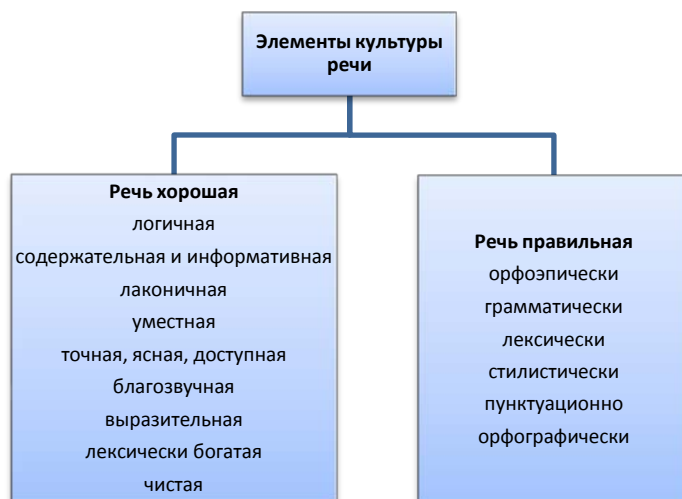 Элементы культуры
речи
Речь хорошая
логичная
содержательная и информативная
лаконичная
уместная
точная, ясная, доступная
благозвучная
выразительная
лексически богатая
чистая
Речь правильная
орфоэпически
грамматически
лексически
стилистически
пунктуационно
орфографически